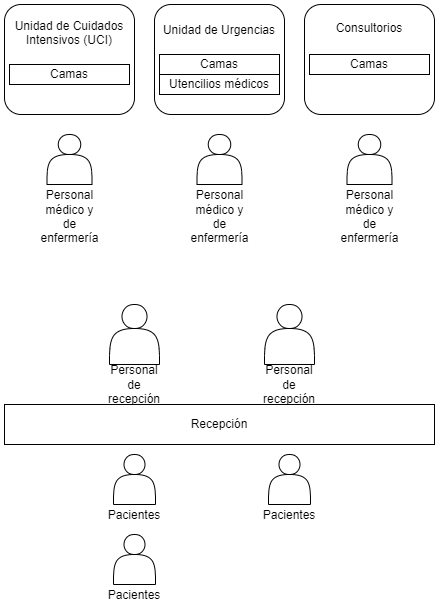 Unidad de Cuidados
Intensivos (UCI)
Camas
Unidad de Urgencias
Camas
Utencilios médicos
Consultorios
Camas
Personal
médico y
de
enfermería
Personal
médico y
de
enfermería
Personal
médico y
de
enfermería
Personal
de
recepción
Personal
de
recepción
Recepción
Pacientes
Pacientes
Pacientes